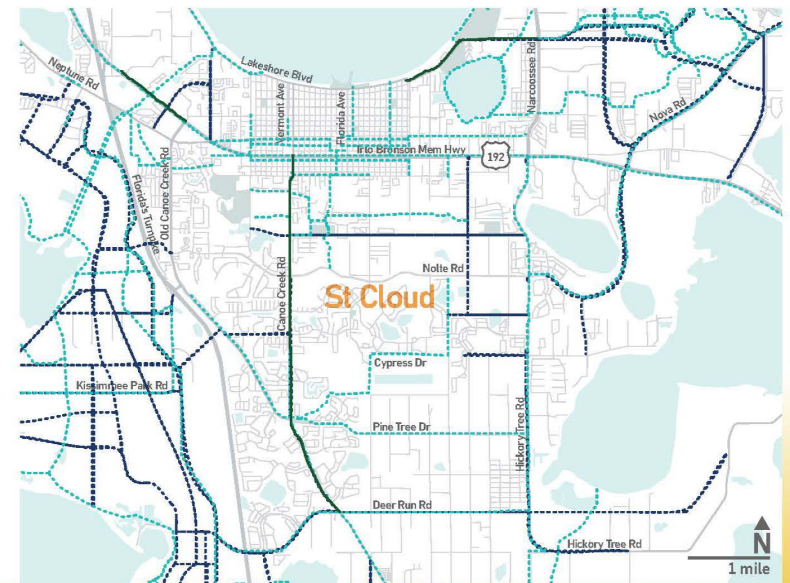 Neptune Rd
Lakeshore Blvd
Narcoossee Rd
Nova Rd
Vermont Ave
Florida Ave
Irlo Bronson Mem Hwy
192
Florida's Turnpike
Old Canoe Creek Rd
Canoe Creek Rd
Nolte Rd
St Cloud
Cypress Dr
Kissimmee Park Rd
Pine Tree Dr
Hickory Tree Rd
Deer Run Rd
Hickory Tree Rd
N
1 mile